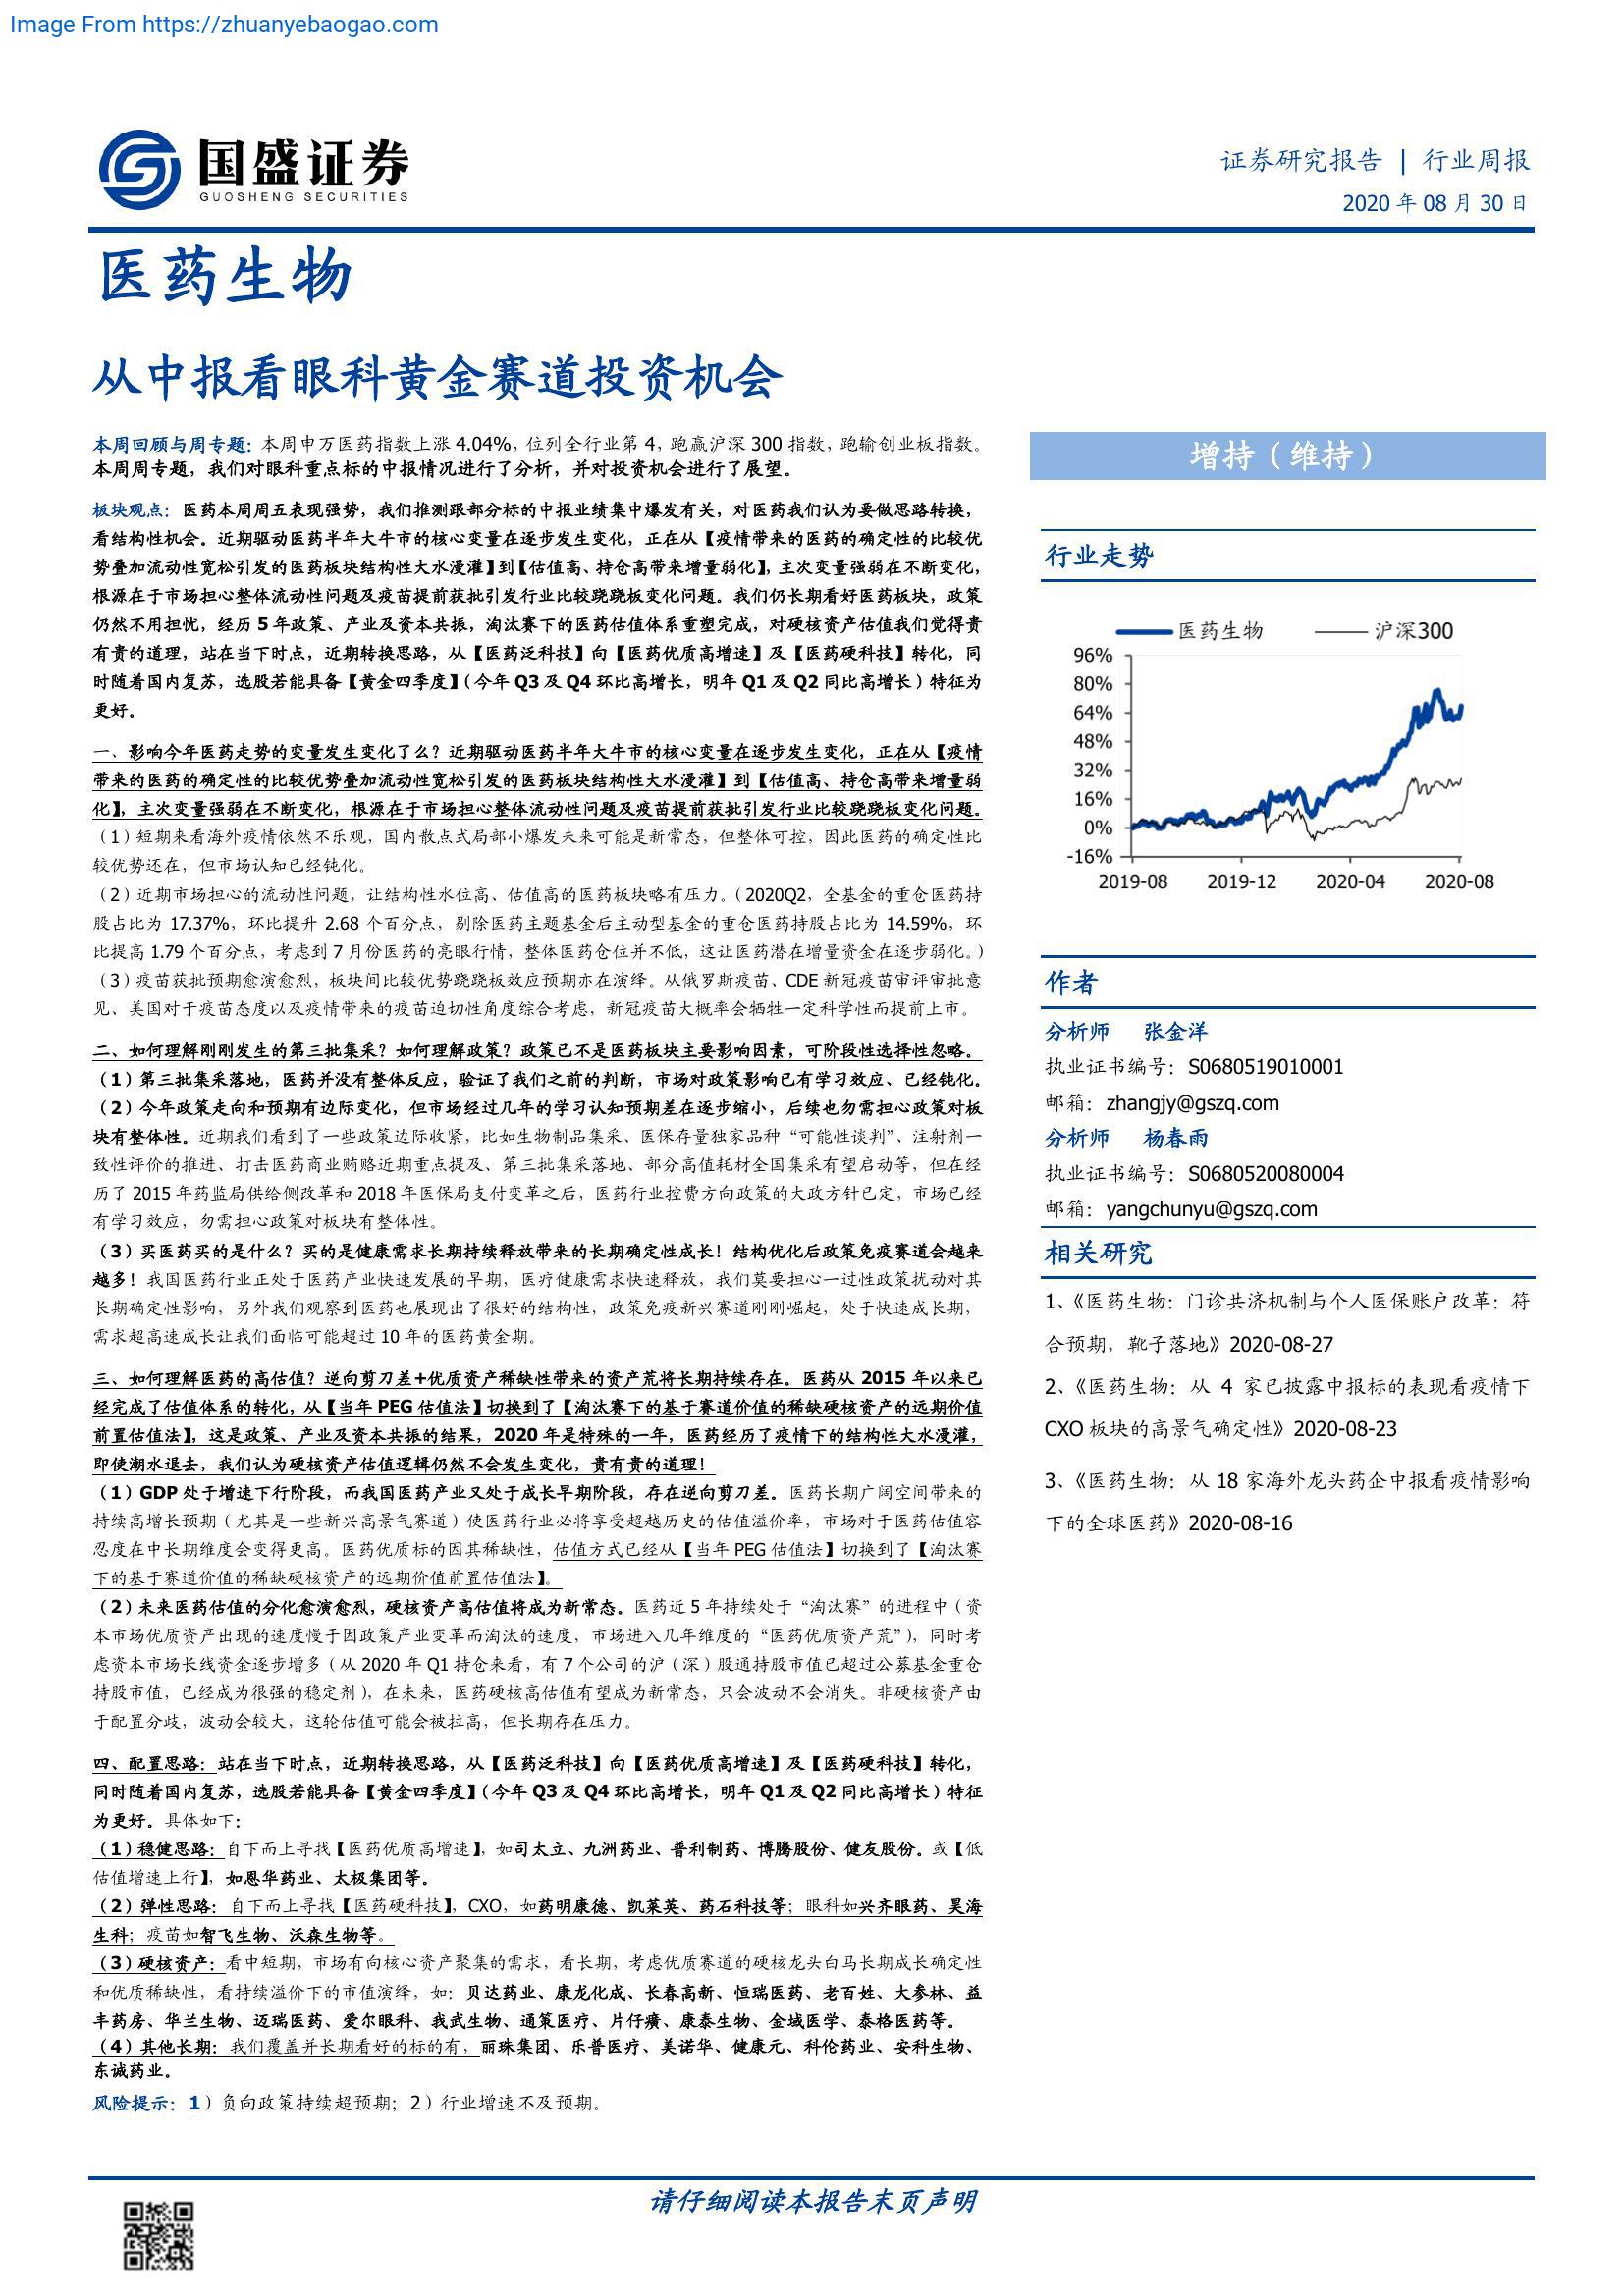 Image From https://zhuanyebaogao.com
国盛证券
GUOSHENG SECURITIES
证券研究报告 | 行业周报
2020 年 08 月 30 日
医药生物
从中报看眼科黄金赛道投资机会
本周回顾与周专题：本周申万医药指数上涨 4.04%，位列全行业第 4，跑赢沪深 300 指数，跑输创业板指数。
本周周专题，我们对眼科重点标的中报情况进行了分析，并对投资机会进行了展望。
板块观点：医药本周周五表现强势，我们推测跟部分标的中报业绩集中爆发有关，对医药我们认为要做思路转换，
看结构性机会。近期驱动医药半年大牛市的核心变量在逐步发生变化，正在从【疫情带来的医药的确定性的比较优
势叠加流动性宽松引发的医药板块结构性大水漫灌】到【估值高、持仓高带来增量弱化】，主次变量强弱在不断变化，
根源在于市场担心整体流动性问题及疫苗提前获批引发行业比较跷跷板变化问题。我们仍长期看好医药板块，政策
仍然不用担忧，经历 5 年政策、产业及资本共振，淘汰赛下的医药估值体系重塑完成，对硬核资产估值我们觉得贵
有贵的道理，站在当下时点，近期转换思路，从【医药泛科技】向【医药优质高增速】及【医药硬科技】转化，同
时随着国内复苏，选股若能具备【黄金四季度】（今年 Q3 及 Q4 环比高增长，明年 Q1 及 Q2 同比高增长）特征为
更好。
一、影响今年医药走势的变量发生变化了么？近期驱动医药半年大牛市的核心变量在逐步发生变化，正在从【疫情
带来的医药的确定性的比较优势叠加流动性宽松引发的医药板块结构性大水漫灌】到【估值高、持仓高带来增量弱
化】，主次变量强弱在不断变化，根源在于市场担心整体流动性问题及疫苗提前获批引发行业比较跷跷板变化问题。
（1）短期来看海外疫情依然不乐观，国内散点式局部小爆发未来可能是新常态，但整体可控，因此医药的确定性比
较优势还在，但市场认知已经钝化。
（2）近期市场担心的流动性问题，让结构性水位高、估值高的医药板块略有压力。（2020Q2，全基金的重仓医药持
股占比为 17.37%，环比提升 2.68 个百分点，剔除医药主题基金后主动型基金的重仓医药持股占比为 14.59%，环
比提高 1.79 个百分点，考虑到 7 月份医药的亮眼行情，整体医药仓位并不低，这让医药潜在增量资金在逐步弱化。）
（3）疫苗获批预期愈演愈烈，板块间比较优势跷跷板效应预期亦在演绎。从俄罗斯疫苗、CDE 新冠疫苗审评审批意
见、美国对于疫苗态度以及疫情带来的疫苗迫切性角度综合考虑，新冠疫苗大概率会牺牲一定科学性而提前上市。
二、如何理解刚刚发生的第三批集采？如何理解政策？政策已不是医药板块主要影响因素，可阶段性选择性忽略。
（1）第三批集采落地，医药并没有整体反应，验证了我们之前的判断，市场对政策影响已有学习效应、已经钝化。
（2）今年政策走向和预期有边际变化，但市场经过几年的学习认知预期差在逐步缩小，后续也勿需担心政策对板
块有整体性。近期我们看到了一些政策边际收紧，比如生物制品集采、医保存量独家品种“可能性谈判”、注射剂一
致性评价的推进、打击医药商业贿赂近期重点提及、第三批集采落地、部分高值耗材全国集采有望启动等，但在经
历了 2015 年药监局供给侧改革和 2018 年医保局支付变革之后，医药行业控费方向政策的大政方针已定，市场已经
有学习效应，勿需担心政策对板块有整体性。
（3）买医药买的是什么？买的是健康需求长期持续释放带来的长期确定性成长！结构优化后政策免疫赛道会越来
越多！我国医药行业正处于医药产业快速发展的早期，医疗健康需求快速释放，我们莫要担心一过性政策扰动对其
长期确定性影响，另外我们观察到医药也展现出了很好的结构性，政策免疫新兴赛道刚刚崛起，处于快速成长期，
需求超高速成长让我们面临可能超过 10 年的医药黄金期。
三、如何理解医药的高估值？逆向剪刀差+优质资产稀缺性带来的资产荒将长期持续存在。医药从 2015 年以来已
经完成了估值体系的转化，从【当年 PEG 估值法】切换到了【淘汰赛下的基于赛道价值的稀缺硬核资产的远期价值
前置估值法】，这是政策、产业及资本共振的结果，2020 年是特殊的一年，医药经历了疫情下的结构性大水漫灌，
即使潮水退去，我们认为硬核资产估值逻辑仍然不会发生变化，贵有贵的道理！
（1）GDP 处于增速下行阶段，而我国医药产业又处于成长早期阶段，存在逆向剪刀差。医药长期广阔空间带来的
持续高增长预期（尤其是一些新兴高景气赛道）使医药行业必将享受超越历史的估值溢价率，市场对于医药估值容
忍度在中长期维度会变得更高。医药优质标的因其稀缺性，估值方式已经从【当年 PEG 估值法】切换到了【淘汰赛
下的基于赛道价值的稀缺硬核资产的远期价值前置估值法】。
（2）未来医药估值的分化愈演愈烈，硬核资产高估值将成为新常态。医药近 5 年持续处于“淘汰赛”的进程中（资
本市场优质资产出现的速度慢于因政策产业变革而淘汰的速度，市场进入几年维度的“医药优质资产荒”），同时考
虑资本市场长线资金逐步增多（从 2020 年 Q1 持仓来看，有 7 个公司的沪（深）股通持股市值已超过公募基金重仓
持股市值，已经成为很强的稳定剂），在未来，医药硬核高估值有望成为新常态，只会波动不会消失。非硬核资产由
于配置分歧，波动会较大，这轮估值可能会被拉高，但长期存在压力。
四、配置思路：站在当下时点，近期转换思路，从【医药泛科技】向【医药优质高增速】及【医药硬科技】转化，
同时随着国内复苏，选股若能具备【黄金四季度】（今年 Q3 及 Q4 环比高增长，明年 Q1 及 Q2 同比高增长）特征
为更好。具体如下：
（1）稳健思路：自下而上寻找【医药优质高增速】，如司太立、九洲药业、普利制药、博腾股份、健友股份。或【低
估值增速上行】，如恩华药业、太极集团等。
（2）弹性思路：自下而上寻找【医药硬科技】，CXO，如药明康德、凯莱英、药石科技等；眼科如兴齐眼药、昊海
生科；疫苗如智飞生物、沃森生物等。
（3）硬核资产：看中短期，市场有向核心资产聚集的需求，看长期，考虑优质赛道的硬核龙头白马长期成长确定性
和优质稀缺性，看持续溢价下的市值演绎，如：贝达药业、康龙化成、长春高新、恒瑞医药、老百姓、大参林、益
丰药房、华兰生物、迈瑞医药、爱尔眼科、我武生物、通策医疗、片仔癀、康泰生物、金域医学、泰格医药等。
（4）其他长期：我们覆盖并长期看好的标的有，丽珠集团、乐普医疗、美诺华、健康元、科伦药业、安科生物、
东诚药业。
风险提示：1）负向政策持续超预期；2）行业增速不及预期。
增持（维持）
行业走势
医药生物 沪深300
96%
80%
64%
48%
32%
16%
0%
-16%
2019-08 2019-12 2020-04 2020-08
作者
分析师 张金洋
执业证书编号：S0680519010001
邮箱：zhangjy@gszq.com
分析师 杨春雨
执业证书编号：S0680520080004
邮箱：yangchunyu@gszq.com
相关研究
1、《医药生物：门诊共济机制与个人医保账户改革：符
合预期，靴子落地》2020-08-27
2、《医药生物：从 4 家已披露中报标的表现看疫情下
CXO 板块的高景气确定性》2020-08-23
3、《医药生物：从 18 家海外龙头药企中报看疫情影响
下的全球医药》2020-08-16
请仔细阅读本报告末页声明